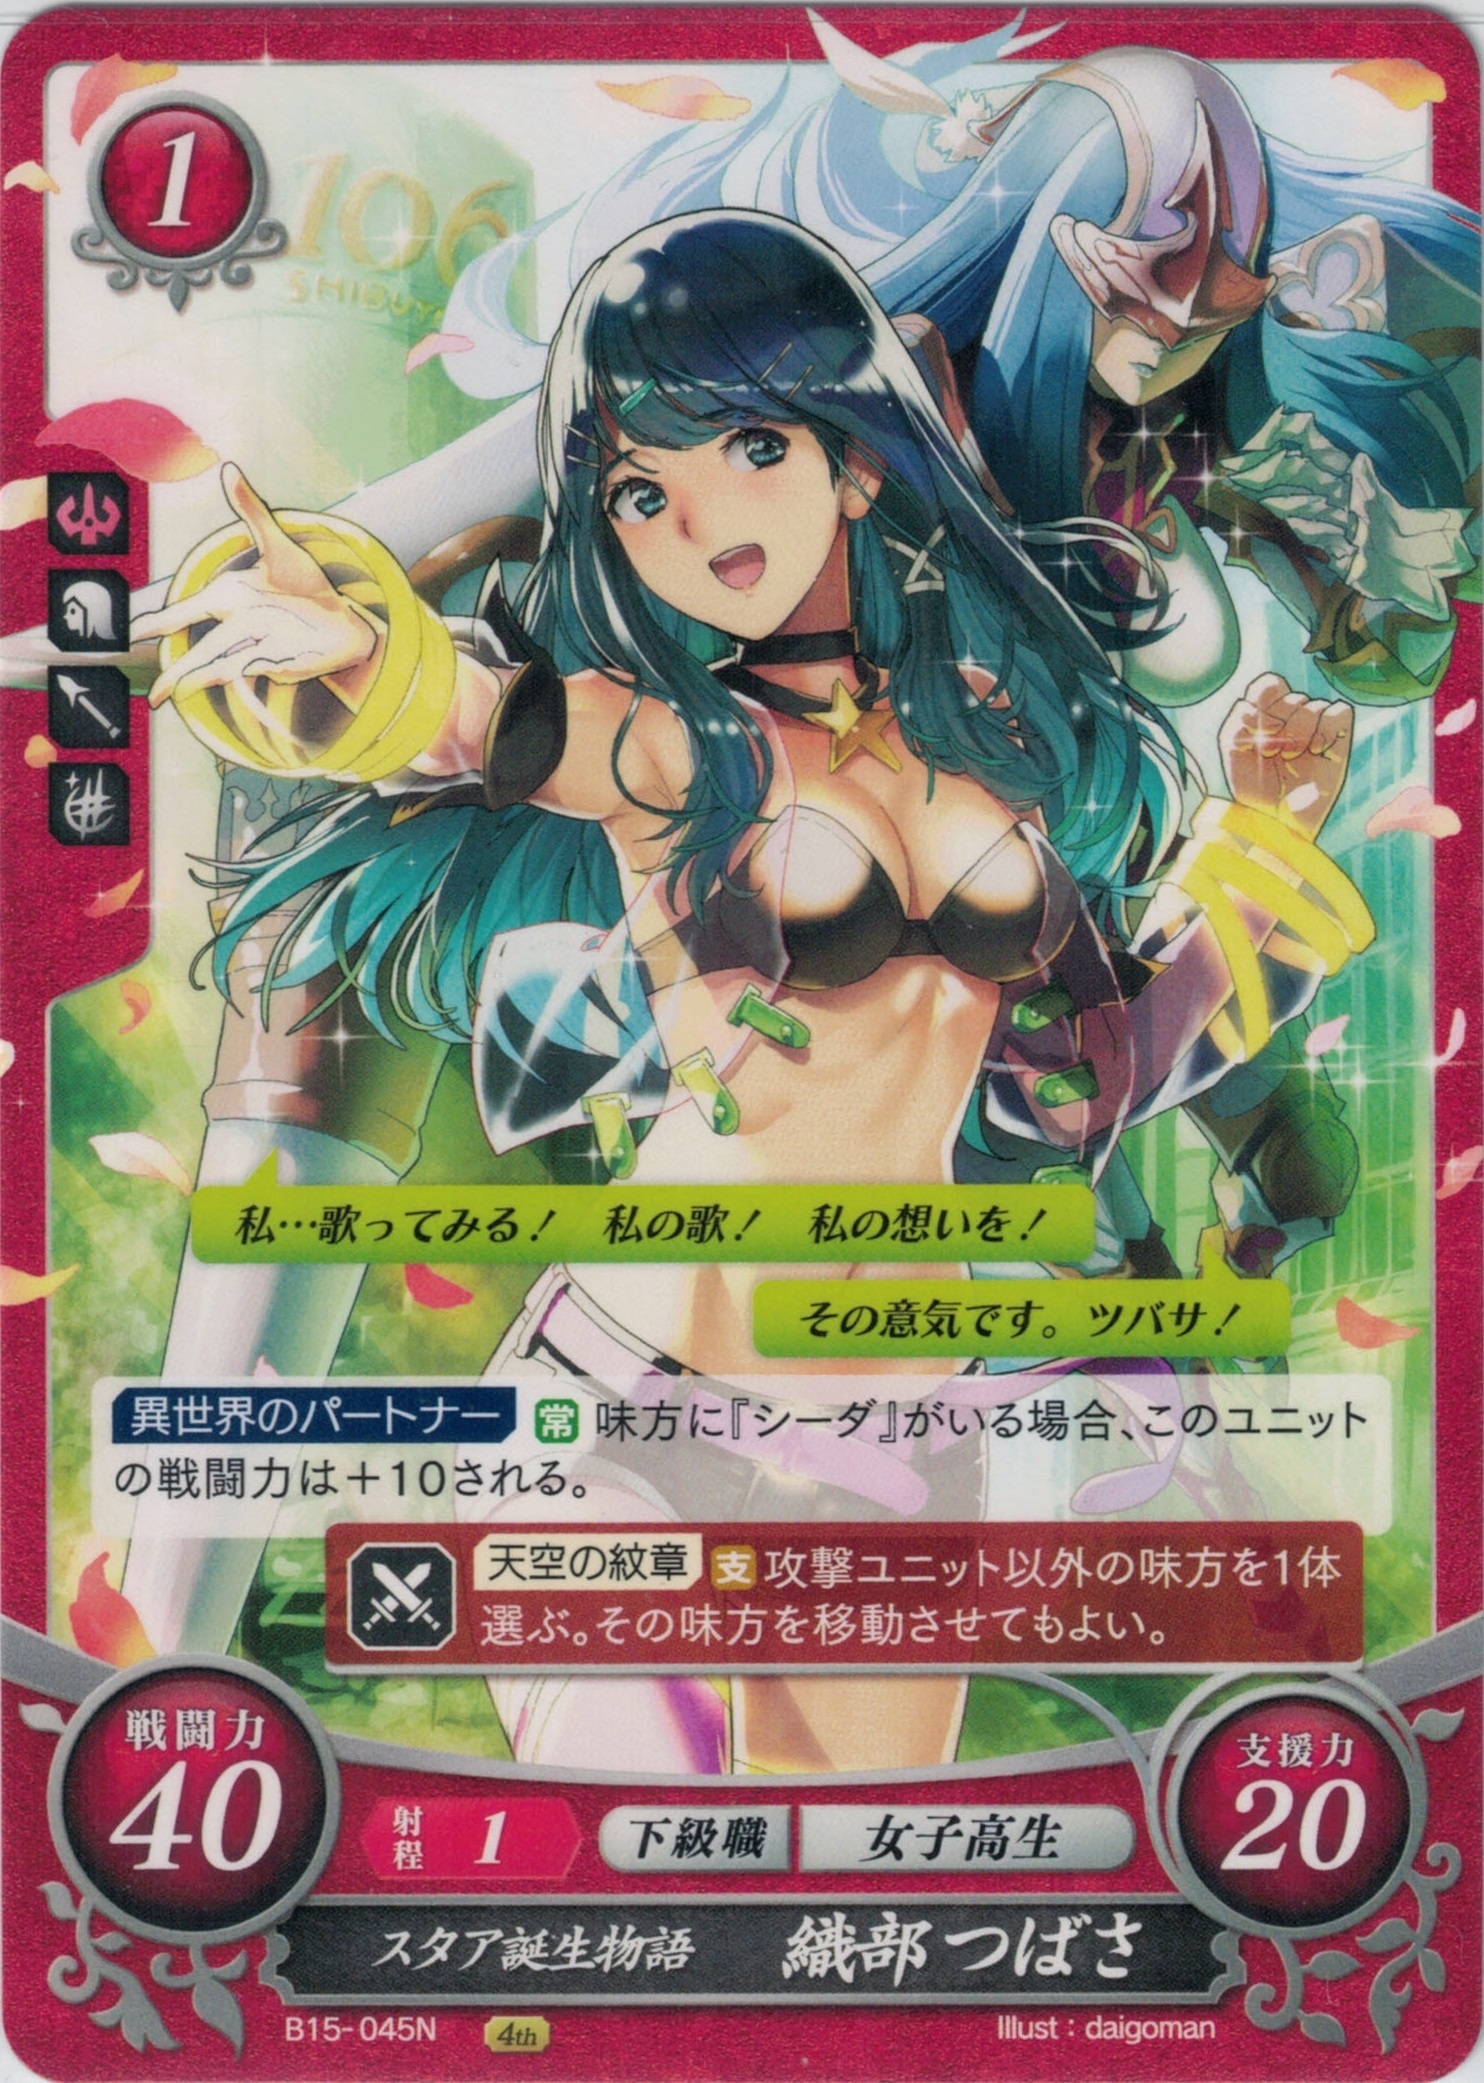 1
106
SHIBUYA
私…歌ってみる! 私の歌! 私の想いを!
その意気です。ツバサ!
異世界のパートナー 常 味方に『シーダ』がいる場合、このユニット
の戦闘力は+10される。
天空の紋章 支 攻撃ユニット以外の味方を1体
選ぶ。その味方を移動させてもよい。
戦闘力
40
射程 1
下級職 女子高生
支援力
20
スタア誕生物語 織部つばさ
B15-045N 4th Illust : daigoman